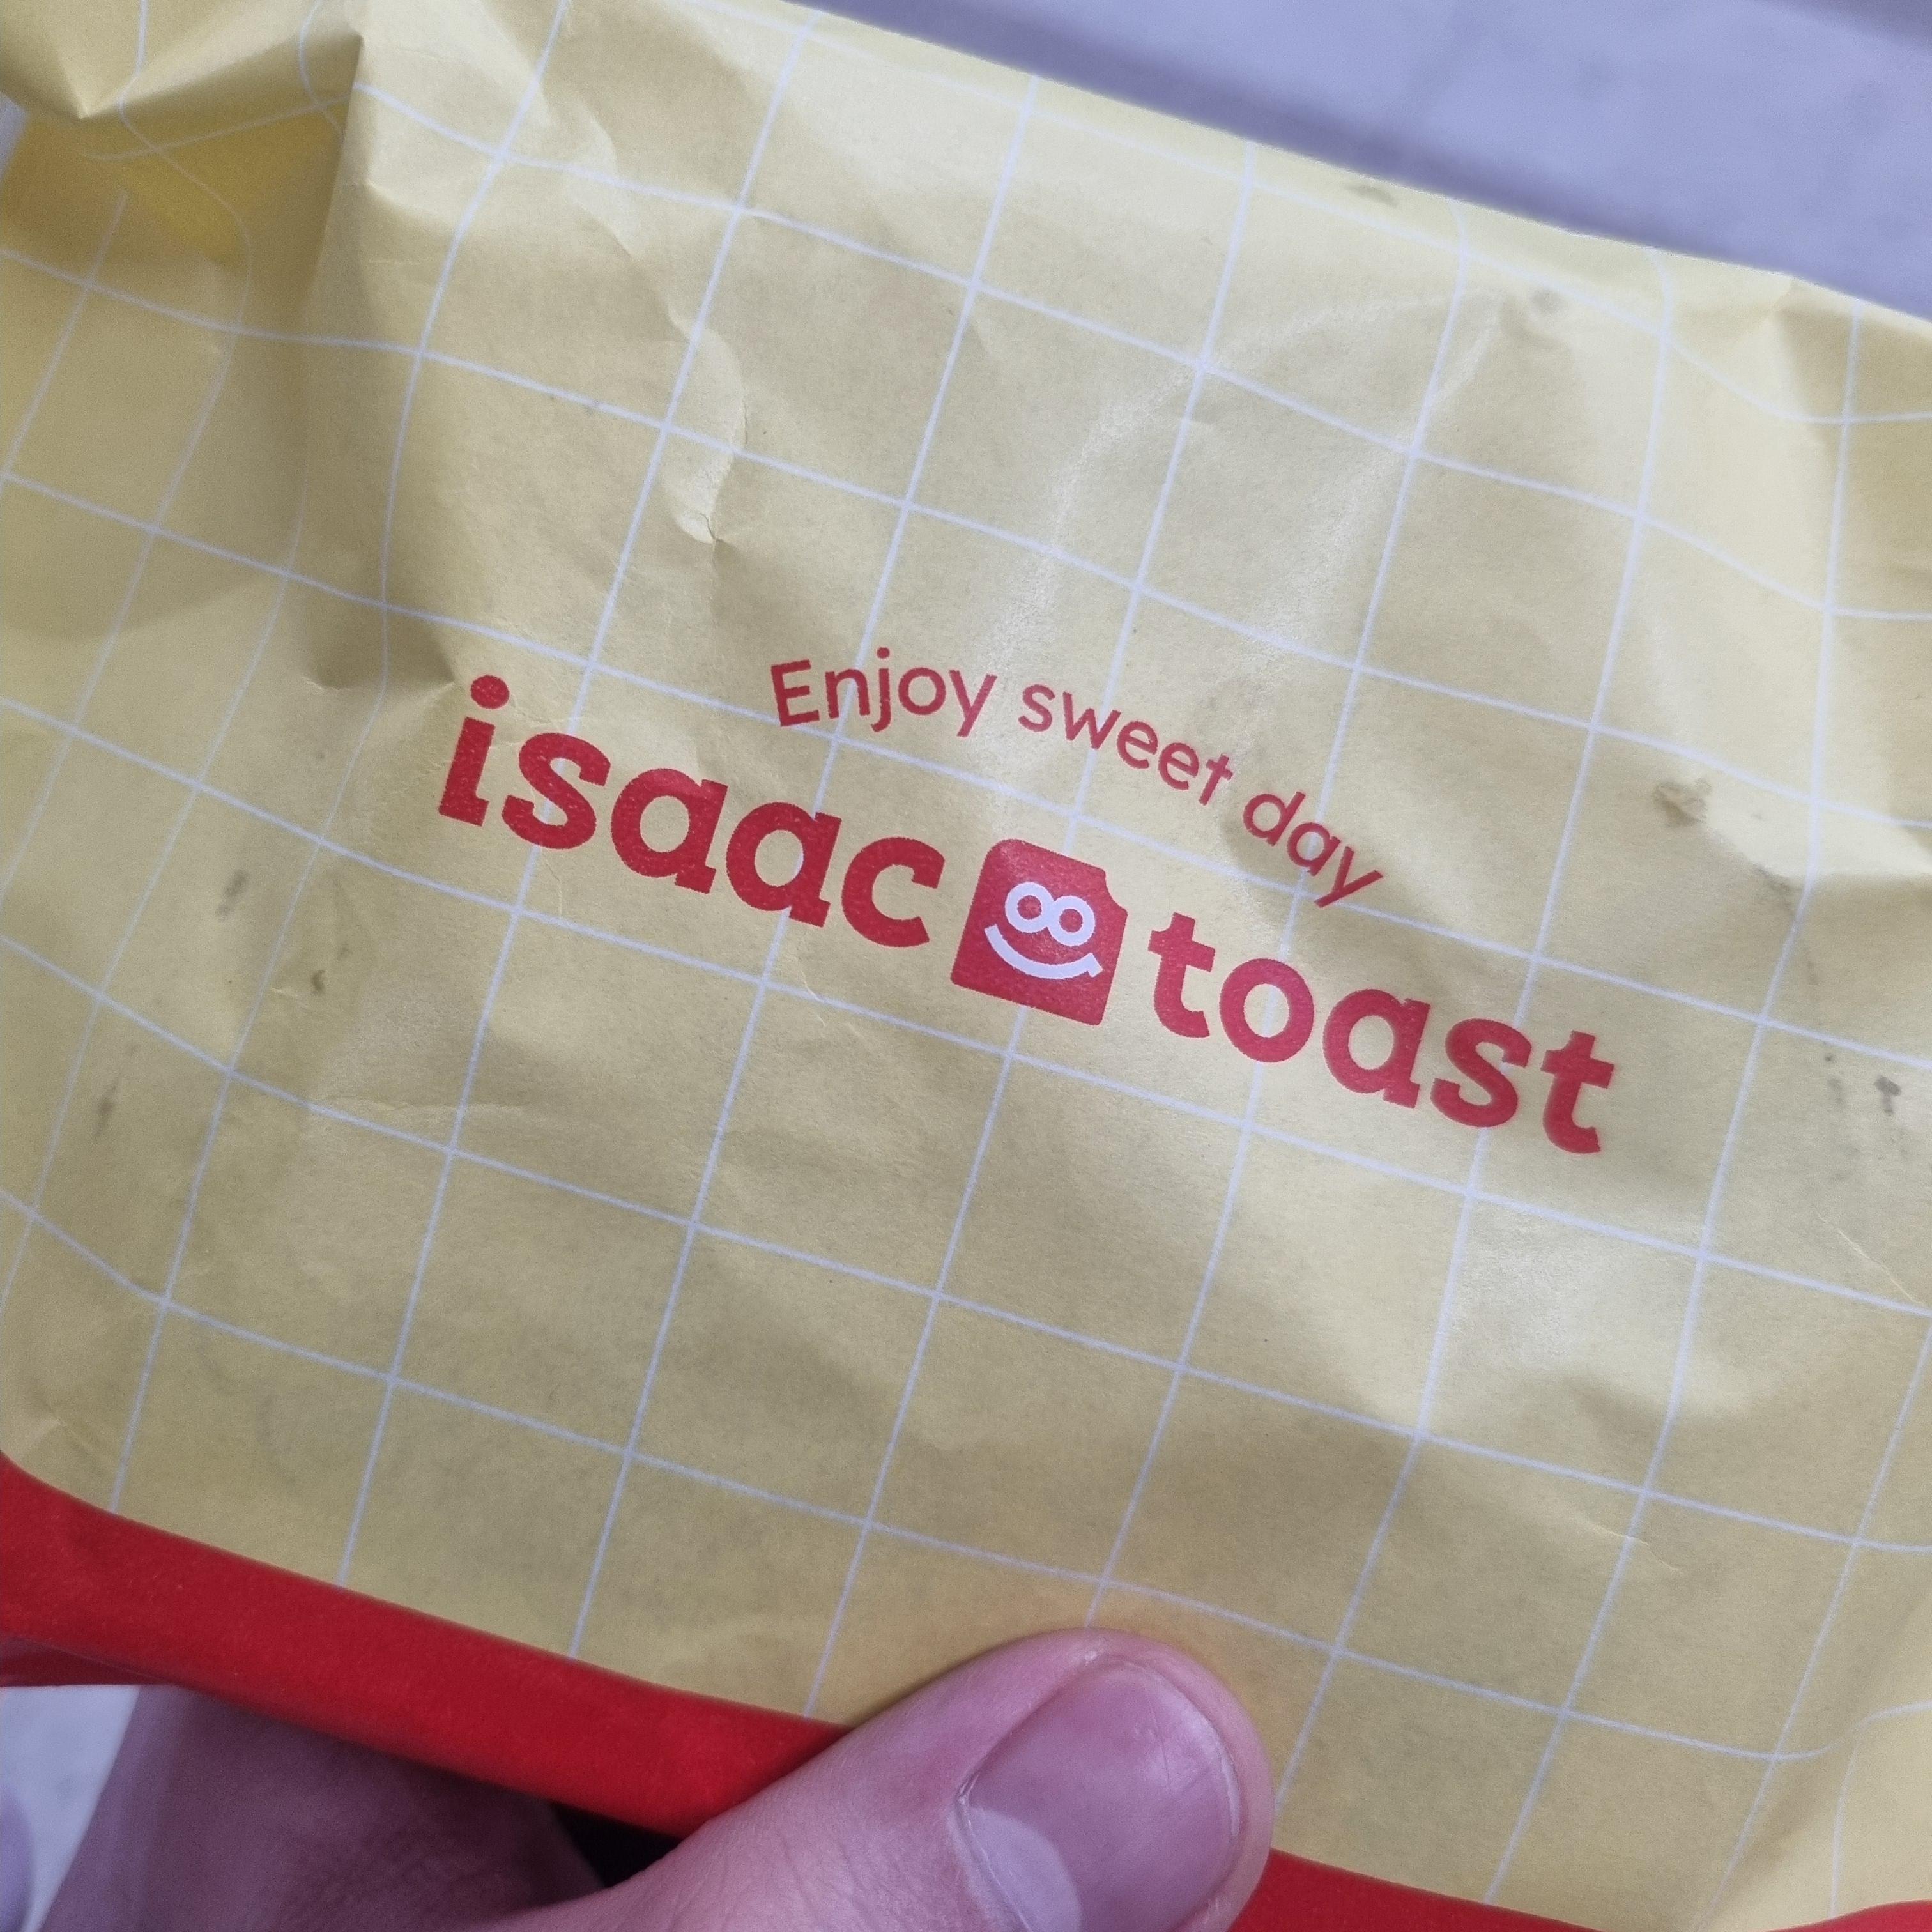 Enjoy sweet day
isaac toast